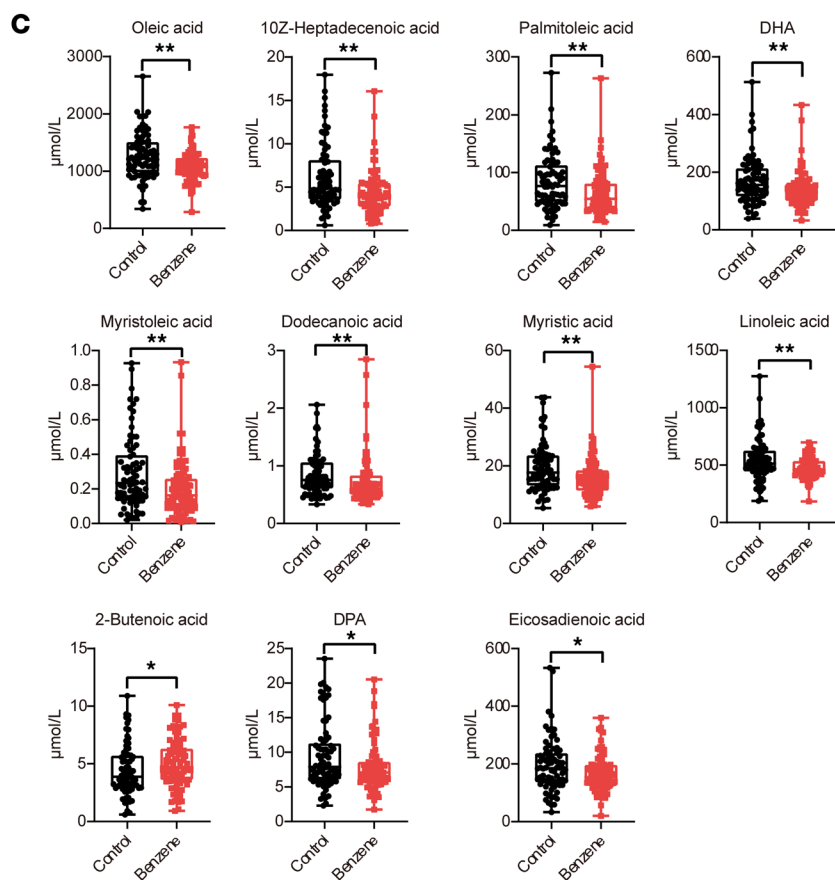 C
Oleic acid
**
3000
2000
1000
0
µmol/L
Control
Benzene
10Z-Heptadecenoic acid
**
20
15
10
5
0
µmol/L
Control
Benzene
Palmitoleic acid
**
300
200
100
0
µmol/L
Control
Benzene
DHA
**
600
400
200
0
µmol/L
Control
Benzene
Myristoleic acid
**
1.0
0.8
0.6
0.4
0.2
0.0
µmol/L
Control
Benzene
Dodecanoic acid
**
3
2
1
0
µmol/L
Control
Benzene
Myristic acid
**
60
40
20
0
µmol/L
Control
Benzene
Linoleic acid
**
1500
1000
500
0
µmol/L
Control
Benzene
2-Butenoic acid
*
15
10
5
0
µmol/L
Control
Benzene
DPA
*
25
20
15
10
5
0
µmol/L
Control
Benzene
Eicosadienoic acid
*
600
400
200
0
µmol/L
Control
Benzene